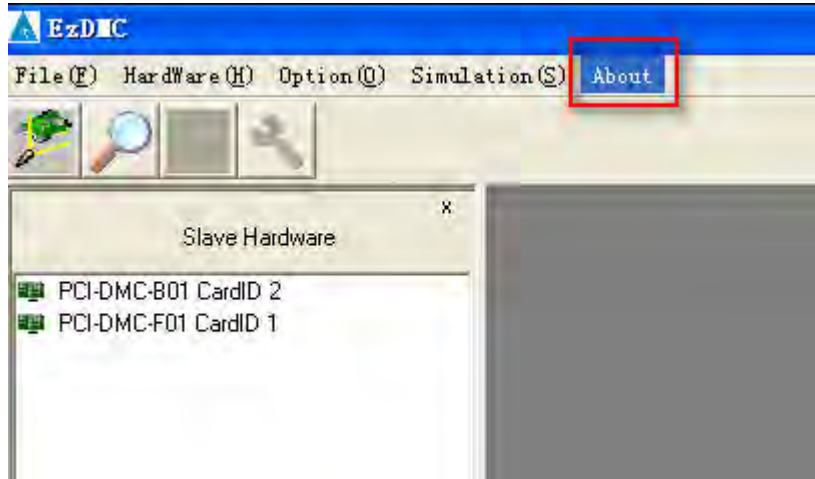 EzDMC
File(F) HardWare(H) Option(O) Simulation(S) About
x
Slave Hardware
PCI-DMC-B01 CardID 2
PCI-DMC-F01 CardID 1